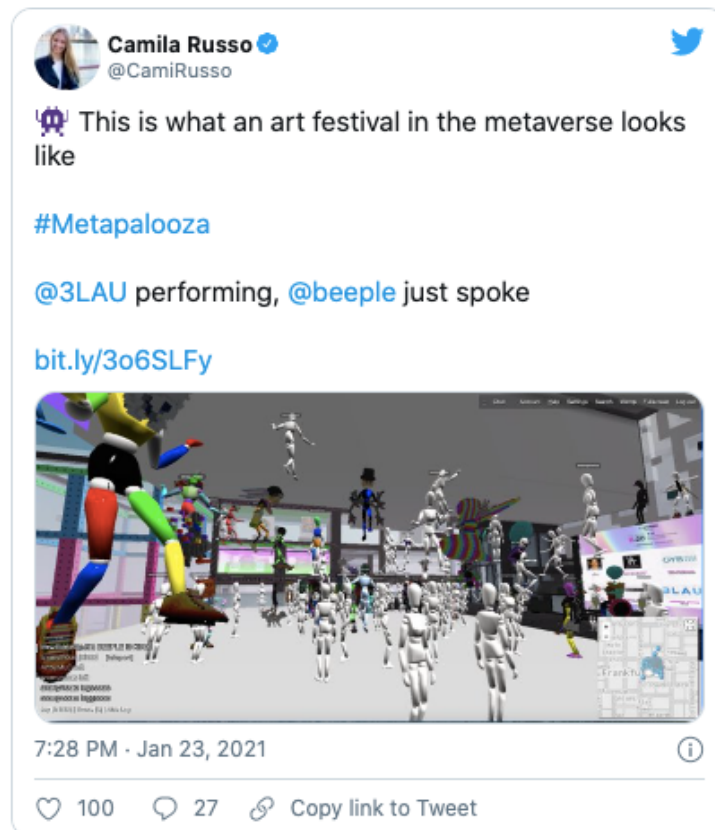 Camila Russo
@CamiRusso
This is what an art festival in the metaverse looks
like
#Metapalooza
@3LAU performing, @beeple just spoke
bit.ly/3o6SLFy
3LAU
Frankfu
7:28 PM · Jan 23, 2021
100 27 Copy link to Tweet